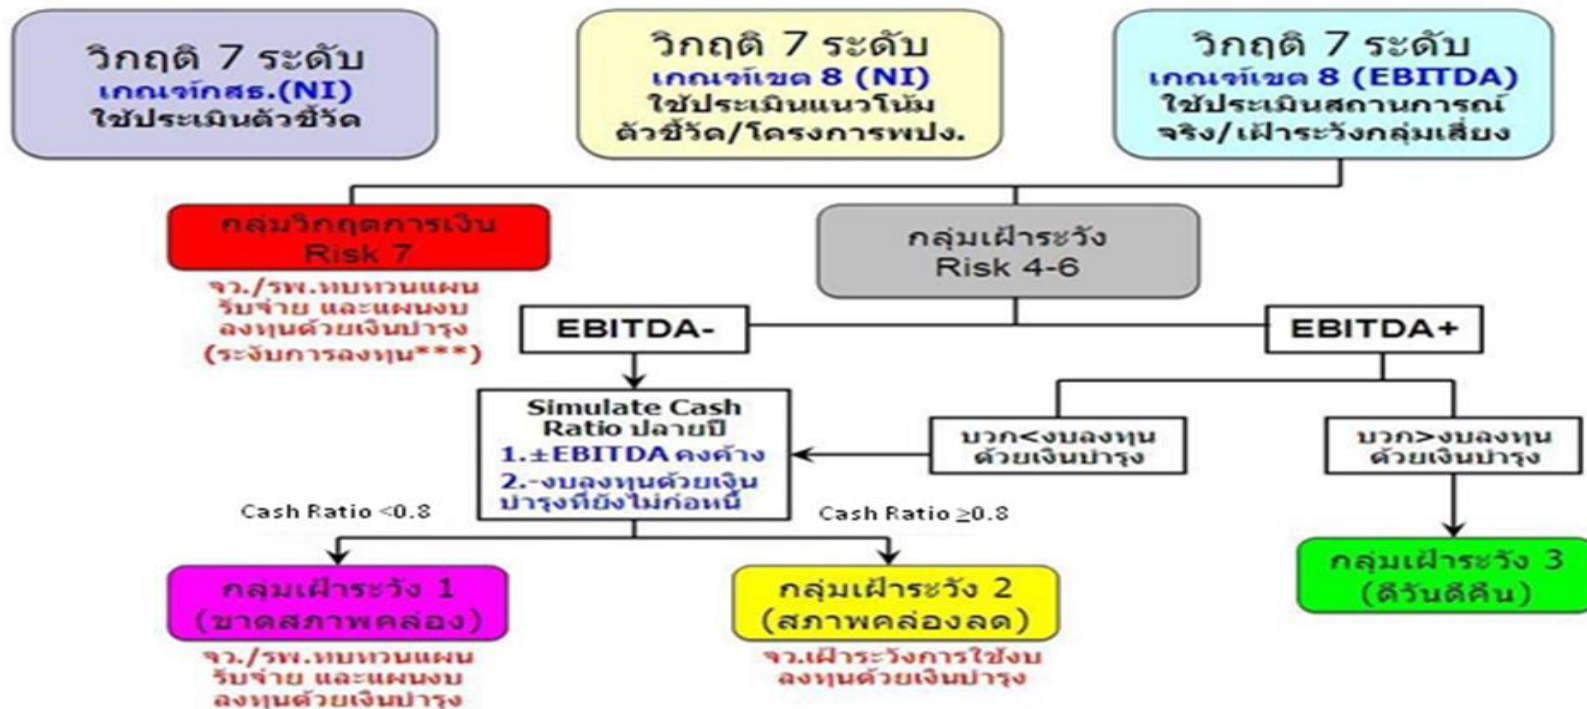 วิกฤติ 7 ระดับ
เกณฑ์กสธ.(NI)
ใช้ประเมินตัวชี้วัด
วิกฤติ 7 ระดับ
เกณฑ์เขต 8 (NI)
ใช้ประเมินแนวโน้ม
ตัวชี้วัด/โครงการพปง.
วิกฤติ 7 ระดับ
เกณฑ์เขต 8 (EBITDA)
ใช้ประเมินสถานการณ์
จริง/เฝ้าระวังกลุ่มเสี่ยง
กลุ่มวิกฤตการเงิน
Risk 7
จว./รพ.ทบทวนแผน
รับจ่าย และแผนงบ
ลงทุนด้วยเงินบำรุง
(ระงับการลงทุน***)
กลุ่มเฝ้าระวัง
Risk 4-6
EBITDA-
EBITDA+
Simulate Cash
Ratio ปลายปี
1.±EBITDA คงค้าง
2.-งบลงทุนด้วยเงิน
บำรุงที่ยังไม่ก่อหนี้
บวก<งบลงทุน
ด้วยเงินบำรุง
บวก>งบลงทุน
ด้วยเงินบำรุง
Cash Ratio <0.8
Cash Ratio ≥0.8
กลุ่มเฝ้าระวัง 1
(ขาดสภาพคล่อง)
จว./รพ.ทบทวนแผน
รับจ่าย และแผนงบ
ลงทุนด้วยเงินบำรุง
กลุ่มเฝ้าระวัง 2
(สภาพคล่องลด)
จว.เฝ้าระวังการใช้งบ
ลงทุนด้วยเงินบำรุง
กลุ่มเฝ้าระวัง 3
(ดีวันดีคืน)